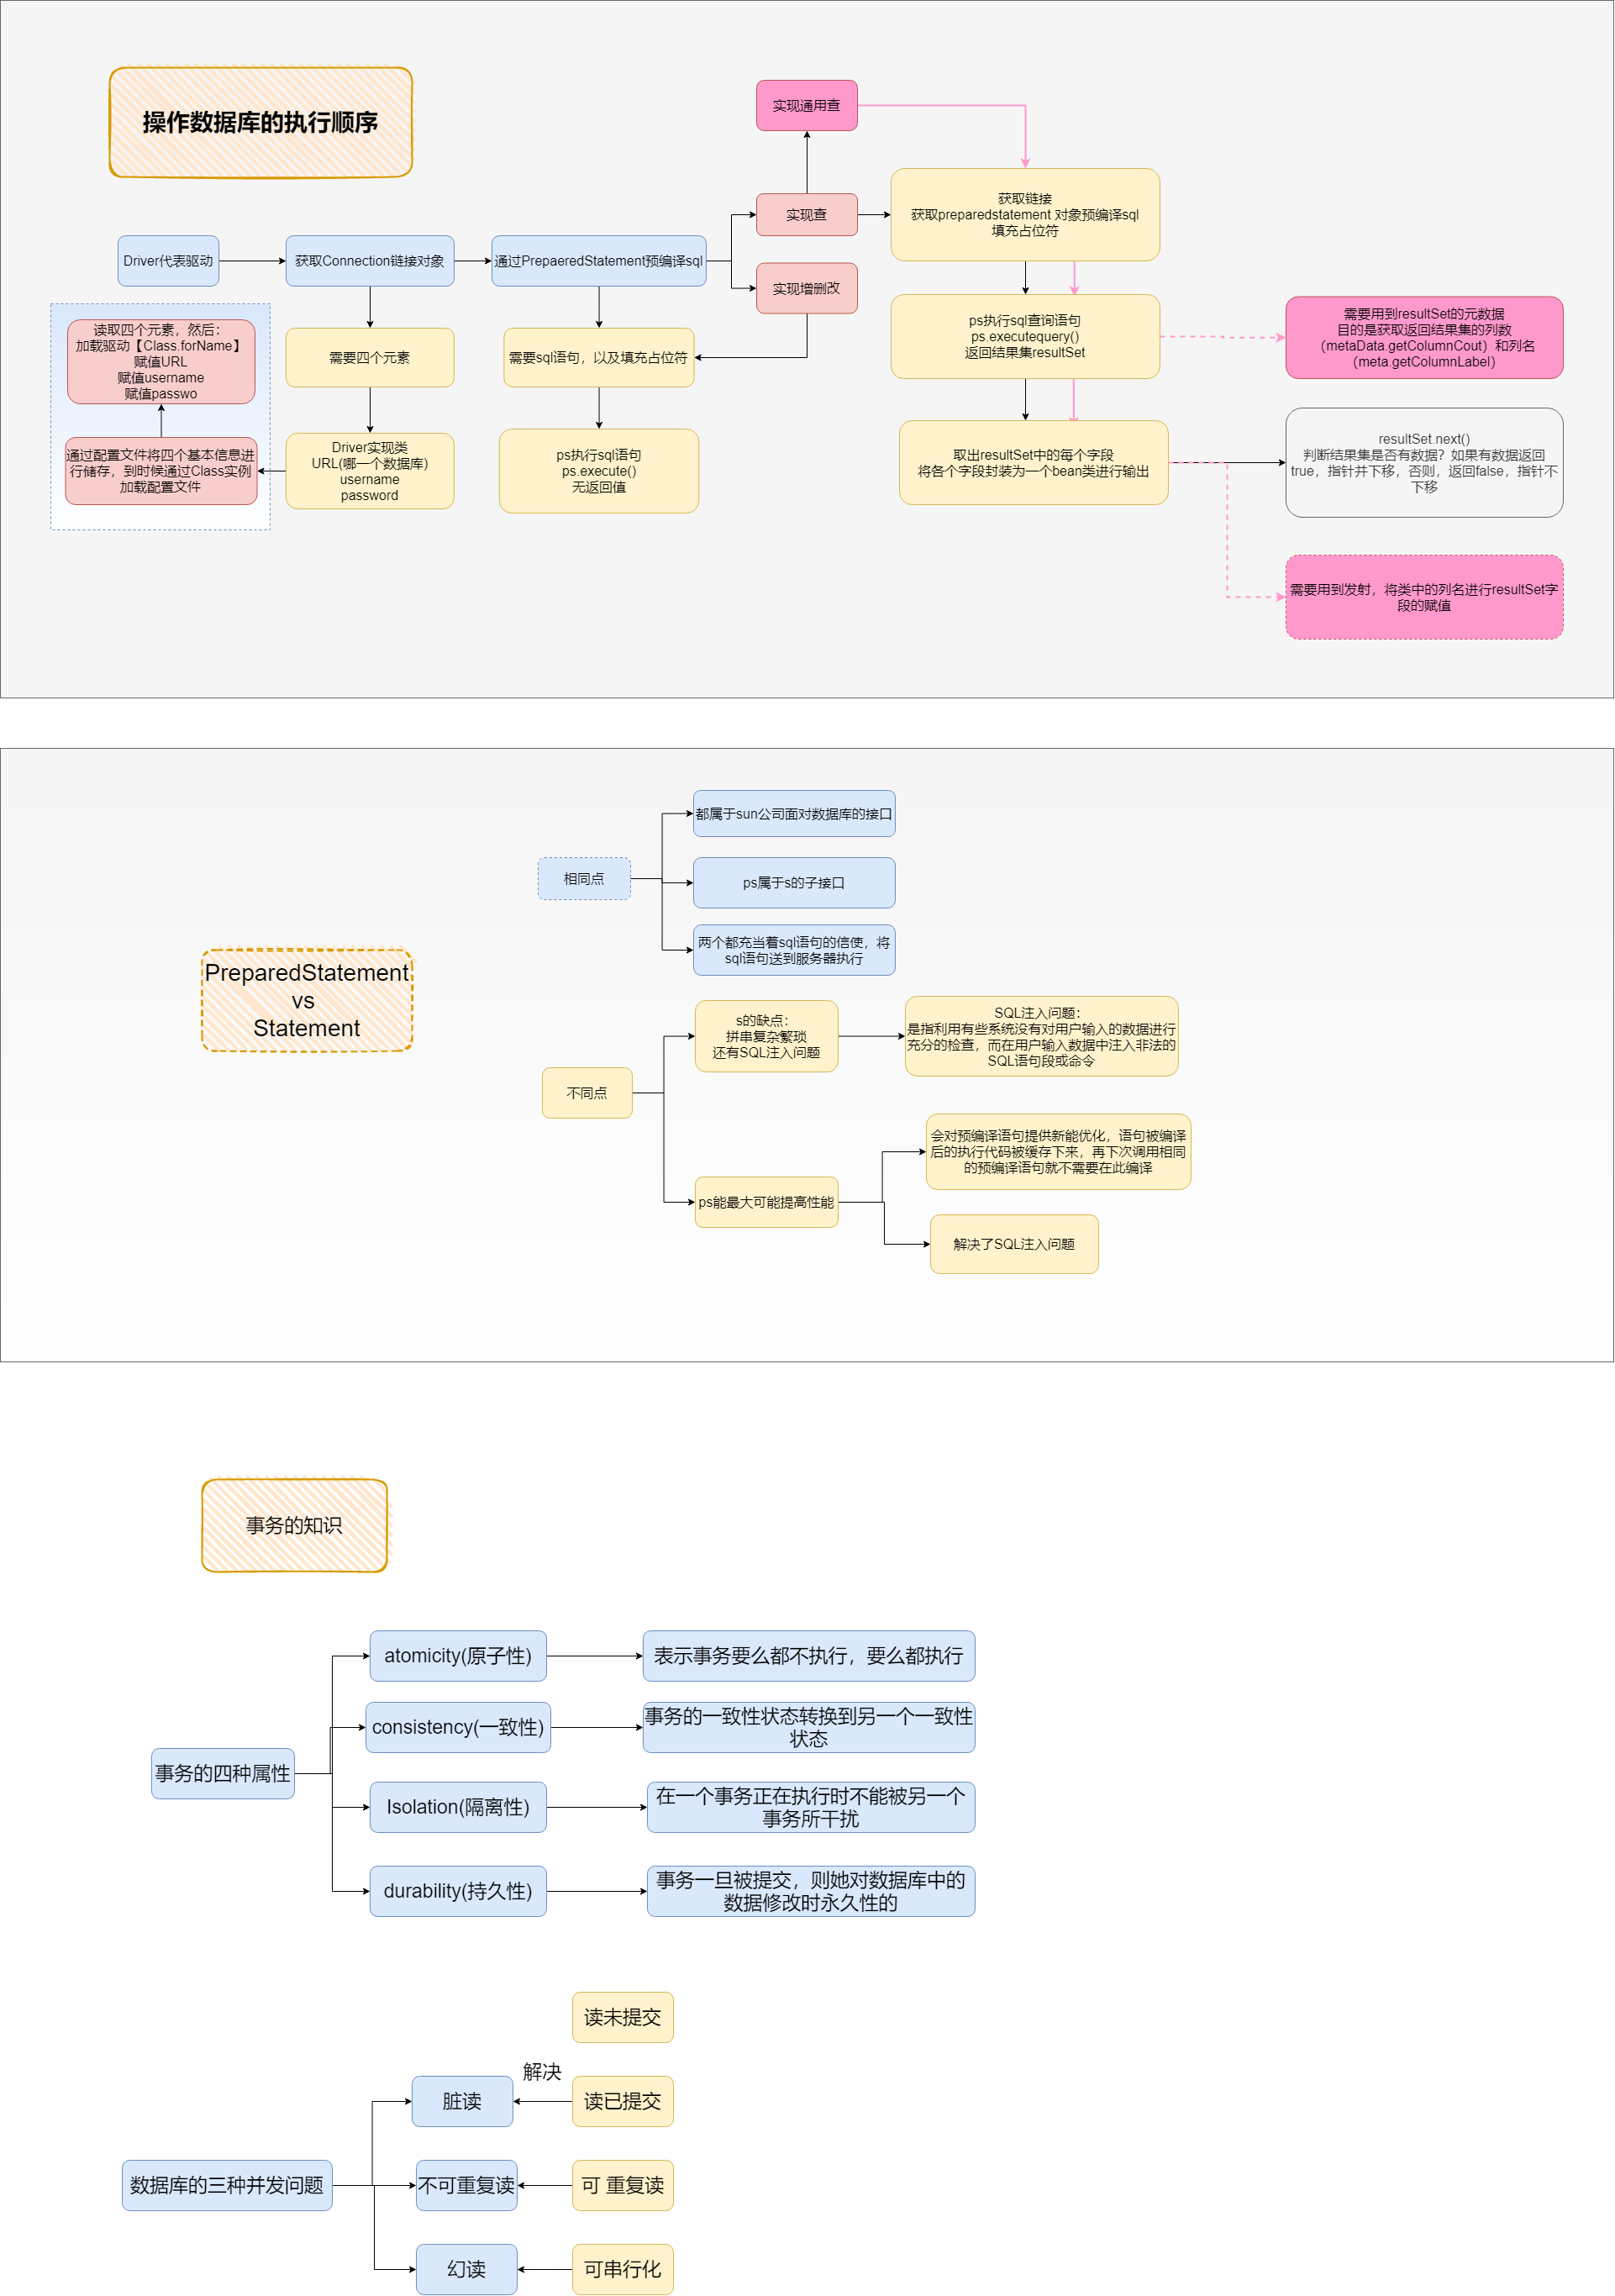 操作数据库的执行顺序
实现通用查
实现查
实现增删改
Driver代表驱动
获取Connection链接对象
通过PrepaeredStatement预编译sql
获取链接
获取preparedstatement 对象预编译sql
填充占位符
读取四个元素，然后：
加载驱动【Class.forName】
赋值URL
赋值username
赋值passwo
需要四个元素
需要sql语句，以及填充占位符
ps执行sql查询语句
ps.executequery()
返回结果集resultSet
需要用到resultSet的元数据
目的是获取返回结果集的列数
（metaData.getColumnCout）和列名
（meta.getColumnLabel）
通过配置文件将四个基本信息进
行储存，到时候通过Class实例
加载配置文件
Driver实现类
URL(哪一个数据库)
username
password
ps执行sql语句
ps.execute()
无返回值
取出resultSet中的每个字段
将各个字段封装为一个bean类进行输出
resultSet.next()
判断结果集是否有数据？如果有数据返回
true，指针并下移，否则，返回false，指针不
下移
需要用到发射，将类中的列名进行resultSet字
段的赋值
PreparedStatement
vs
Statement
相同点
都属于sun公司面对数据库的接口
ps属于s的子接口
两个都充当着sql语句的信使，将
sql语句送到服务器执行
不同点
s的缺点：
拼串复杂繁琐
还有SQL注入问题
SQL注入问题：
是指利用有些系统没有对用户输入的数据进行
充分的检查，而在用户输入数据中注入非法的
SQL语句段或命令
ps能最大可能提高性能
会对预编译语句提供新能优化，语句被编译
后的执行代码被缓存下来，再下次调用相同
的预编译语句就不需要在此编译
解决了SQL注入问题
事务的知识
事务的四种属性
atomicity(原子性)
表示事务要么都不执行，要么都执行
consistency(一致性)
事务的一致性状态转换到另一个一致性
状态
Isolation(隔离性)
在一个事务正在执行时不能被另一个
事务所干扰
durability(持久性)
事务一旦被提交，则她对数据库中的
数据修改时永久性的
读未提交
解决
脏读
读已提交
数据库的三种并发问题
不可重复读
可 重复读
幻读
可串行化